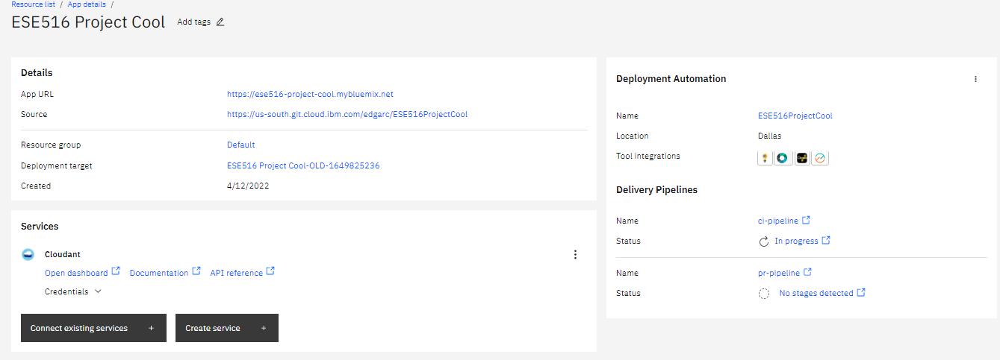 Resource list / App details /
ESE516 Project Cool Add tags
Details
App URL https://ese516-project-cool.mybluemix.net
Source https://us-south.git.cloud.ibm.com/edgarc/ESE516ProjectCool
Resource group Default
Deployment target ESE516 Project Cool-OLD-1649825236
Created 4/12/2022
Services
Cloudant
Open dashboard Documentation API reference
Credentials
Connect existing services + Create service +
Deployment Automation
Name ESE516ProjectCool
Location Dallas
Tool integrations
Delivery Pipelines
Name ci-pipeline
Status In progress
Name pr-pipeline
Status No stages detected